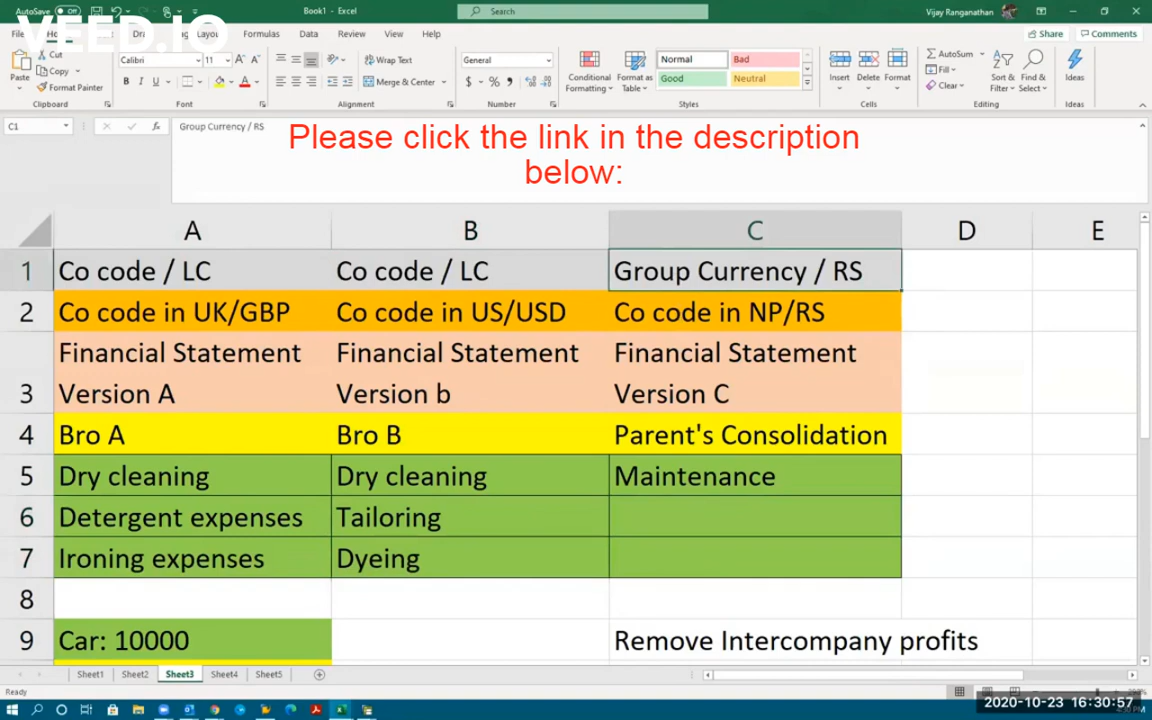 AutoSave Off
Book1 - Excel
Search
Vijay Ranganathan
VEED.IO
Formulas Data Review View Help
Share Comments
Paste
Cut
Copy
Format Painter
Clipboard
Calibri 11
B I U
Font
Wrap Text
Merge & Center
Alignment
General
$ % ,
Number
Conditional Formatting
Format as Table
Normal Bad
Good Neutral
Styles
Insert Delete Format
Cells
AutoSum
Fill
Clear
Sort & Filter
Find & Select
Editing
Ideas
Ideas
C1
fx
Group Currency / RS
Please click the link in the description
below:
A B C D E
1 Co code / LC Co code / LC Group Currency / RS
2 Co code in UK/GBP Co code in US/USD Co code in NP/RS
Financial Statement Financial Statement Financial Statement
3 Version A Version b Version C
4 Bro A Bro B Parent's Consolidation
5 Dry cleaning Dry cleaning Maintenance
6 Detergent expenses Tailoring
7 Ironing expenses Dyeing
8
9 Car: 10000 Remove Intercompany profits
Sheet1 Sheet2 Sheet3 Sheet4 Sheet5
Ready
2020-10-23 16:30:57